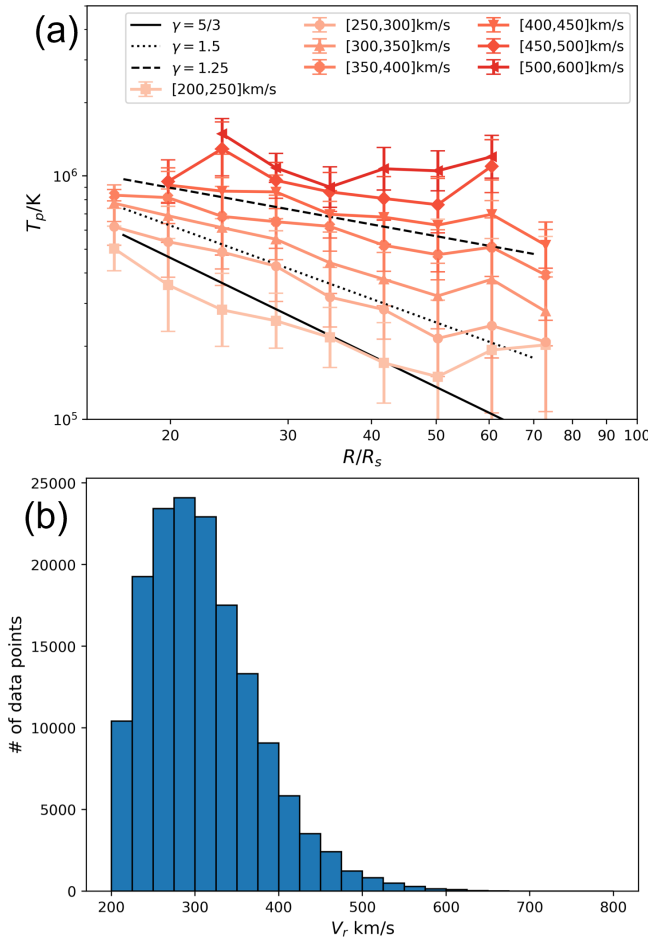 (a)
γ = 5/3
γ = 1.5
γ = 1.25
[200,250]km/s
[250,300]km/s
[300,350]km/s
[350,400]km/s
[400,450]km/s
[450,500]km/s
[500,600]km/s
T_p/K
10^6
10^5
20 30 40 50 60 70 80 90 100
R/R_s
(b)
# of data points
25000
20000
15000
10000
5000
0
200 300 400 500 600 700 800
V_r km/s